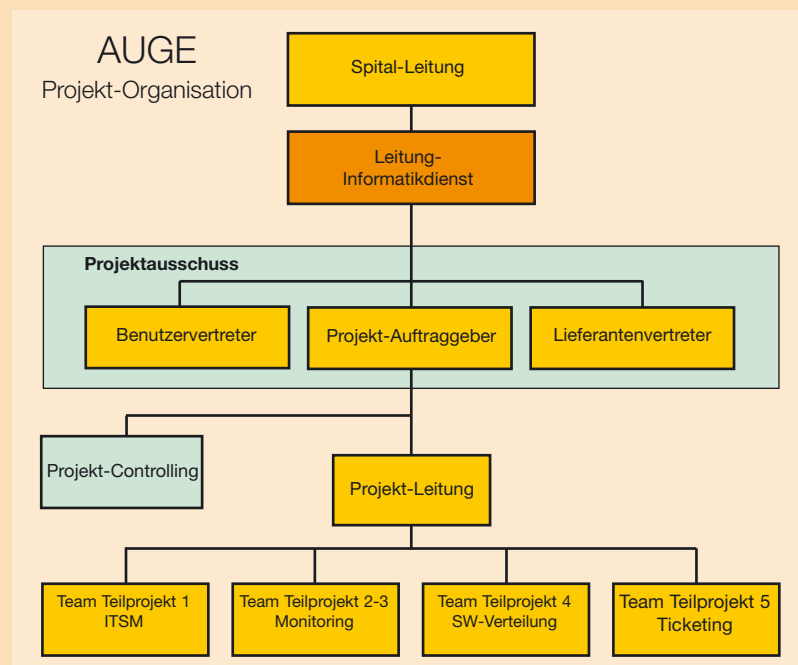 AUGE
Projekt-Organisation
Spital-Leitung
Leitung-
Informatikdienst
Projektausschuss
Benutzervertreter
Projekt-Auftraggeber
Lieferantenvertreter
Projekt-Controlling
Projekt-Leitung
Team Teilprojekt 1
ITSM
Team Teilprojekt 2-3
Monitoring
Team Teilprojekt 4
SW-Verteilung
Team Teilprojekt 5
Ticketing